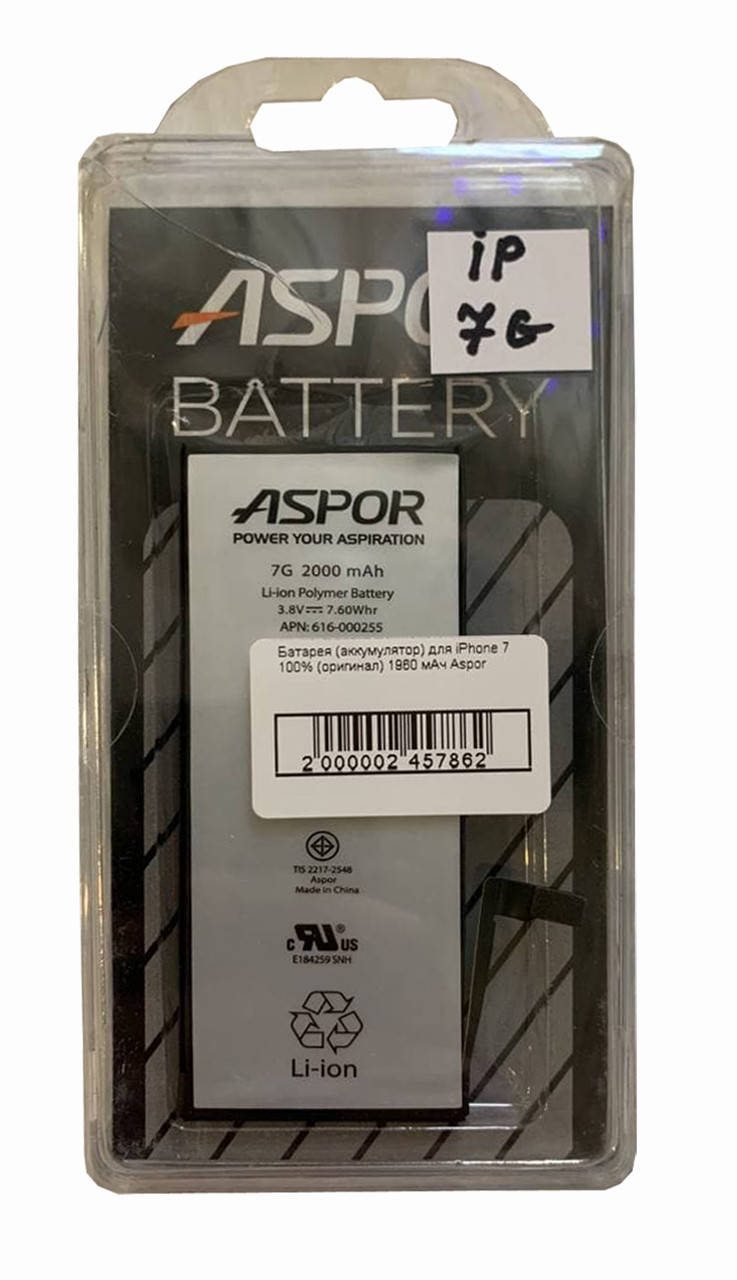 iP
7G
ASPO
BATTERY
ASPOR
POWER YOUR ASPIRATION
7G 2000 mAh
Li-ion Polymer Battery
3.8V⎓ 7.60Whr
APN: 616-000255
Батарея (аккумулятор) для iPhone 7
100% (оригинал) 1960 мАч Aspor
2 000002 457862
TIS 2217-2548
Aspor
Made in China
c RU® US
E184259 SNH
Li-ion